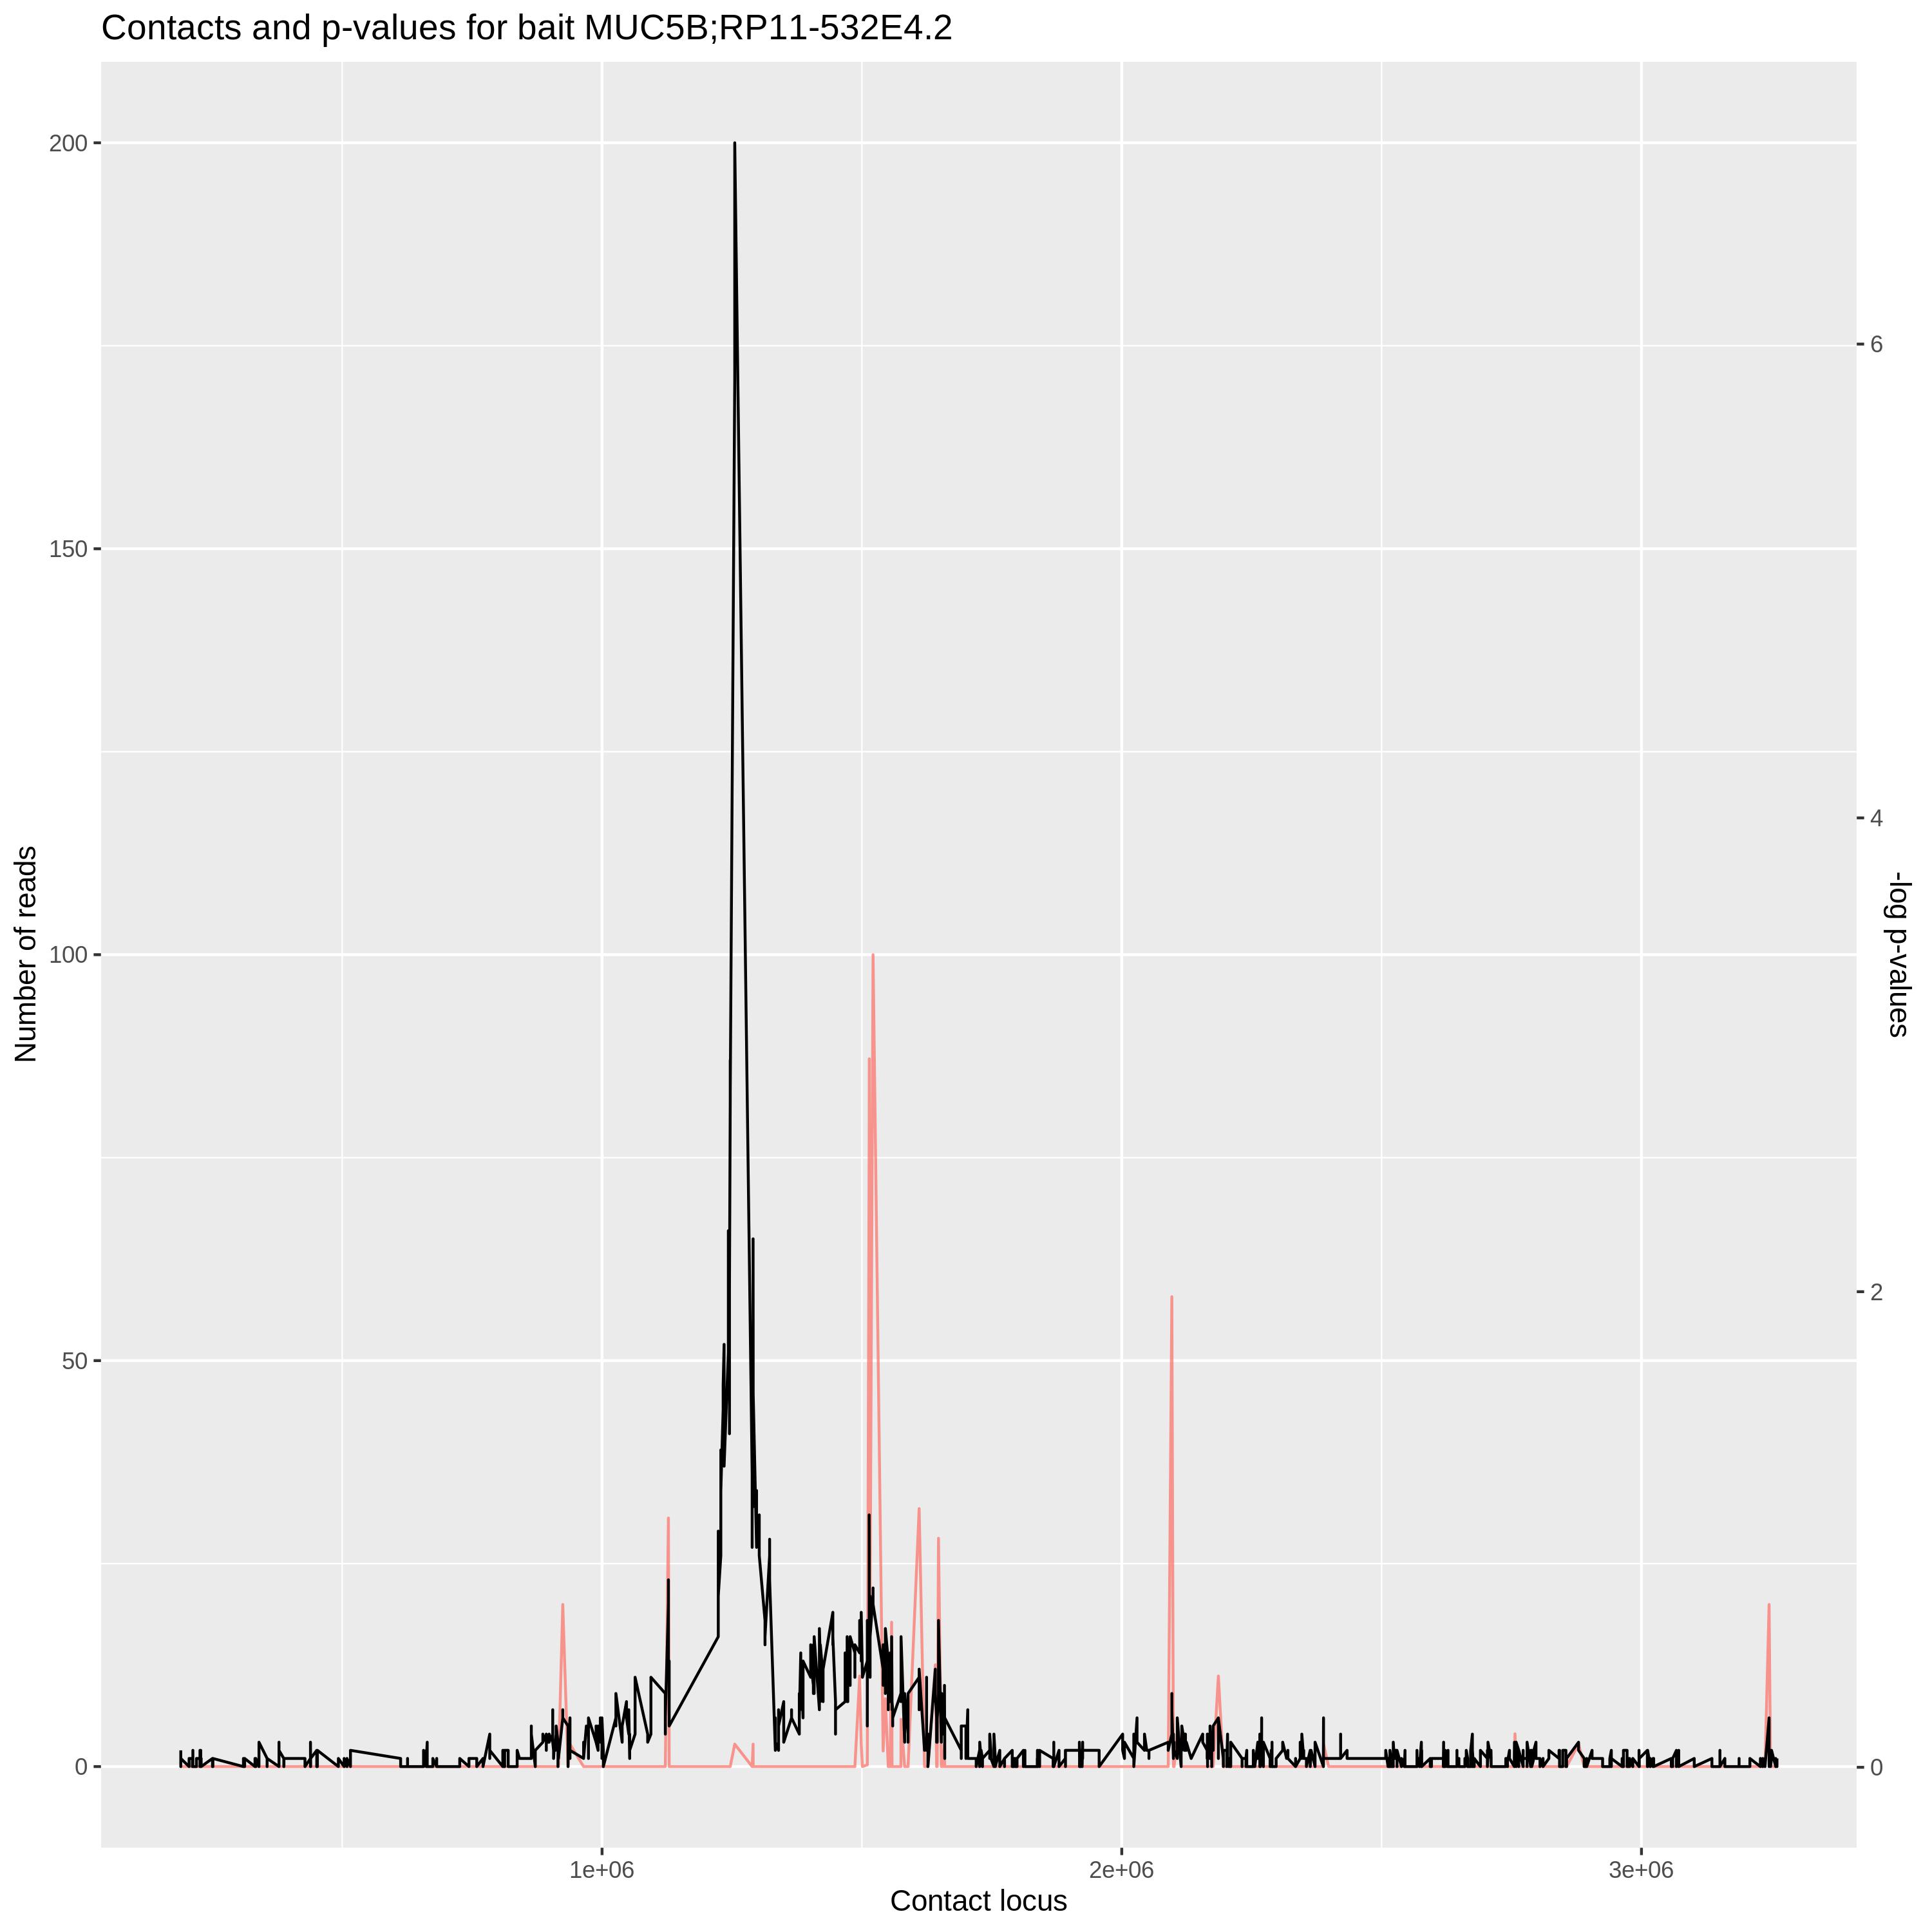 Contacts and p-values for bait MUC5B;RP11-532E4.2
200
150
100
50
0
Number of reads
6
4
2
0
-log p-values
1e+06
2e+06
3e+06
Contact locus